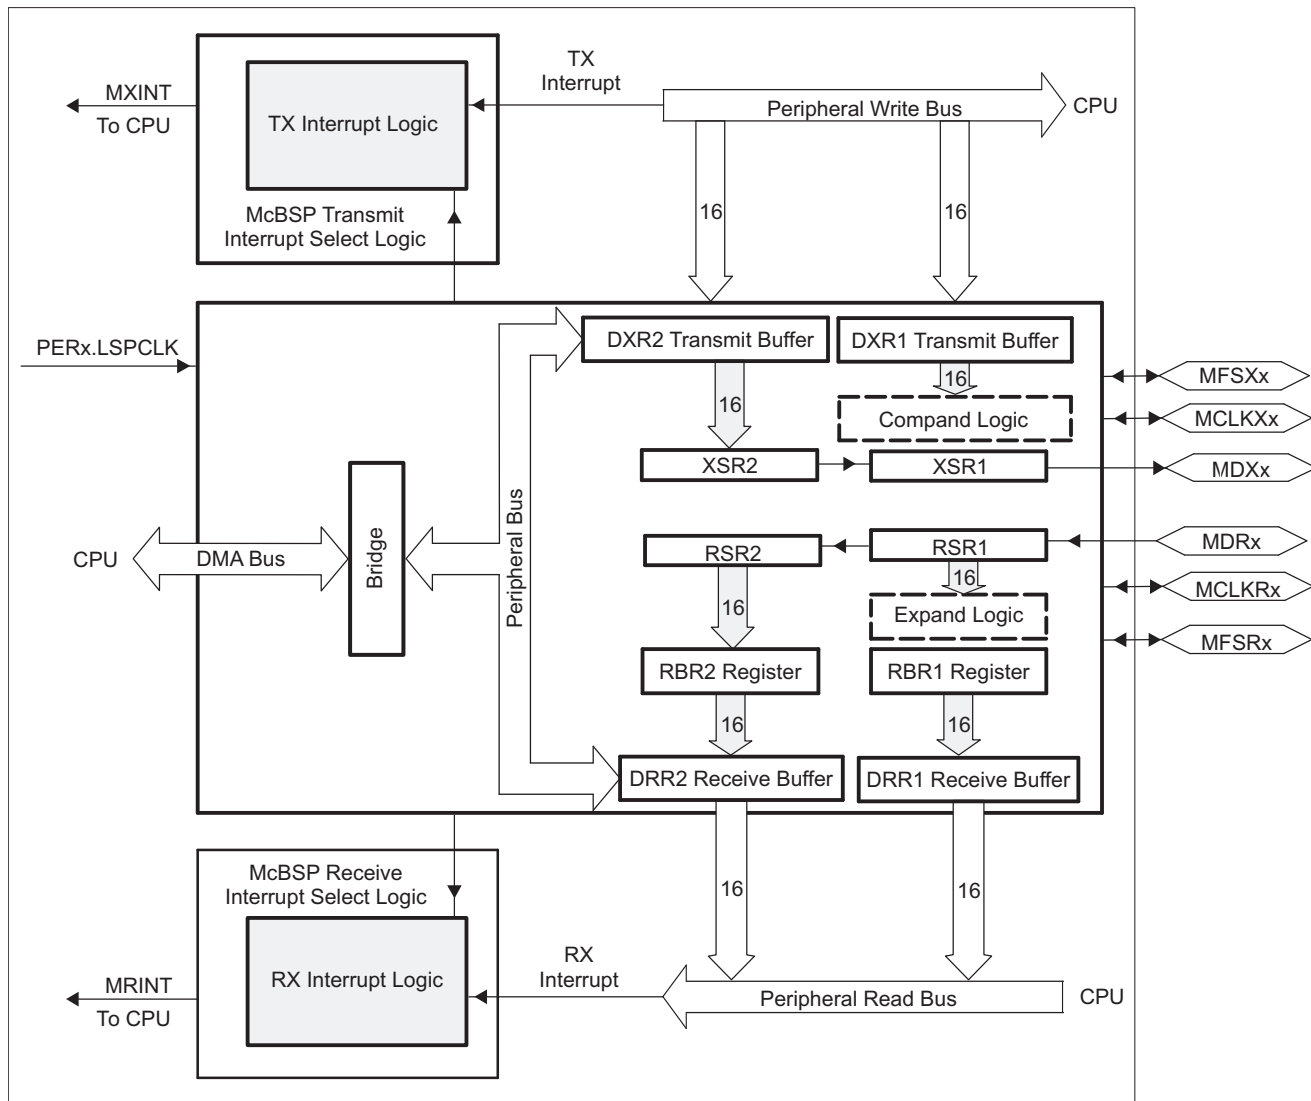 TX
Interrupt
MXINT
To CPU
TX Interrupt Logic
McBSP Transmit
Interrupt Select Logic
Peripheral Write Bus
CPU
16
16
PERx.LSPCLK
DXR2 Transmit Buffer
DXR1 Transmit Buffer
16
16
Compand Logic
XSR2
XSR1
MFSXx
MCLKXx
MDXx
CPU
DMA Bus
Bridge
Peripheral Bus
RSR2
RSR1
16
16
Expand Logic
RBR2 Register
RBR1 Register
16
16
DRR2 Receive Buffer
DRR1 Receive Buffer
MDRx
MCLKRx
MFSRx
McBSP Receive
Interrupt Select Logic
RX Interrupt Logic
MRINT
To CPU
RX
Interrupt
16
16
Peripheral Read Bus
CPU